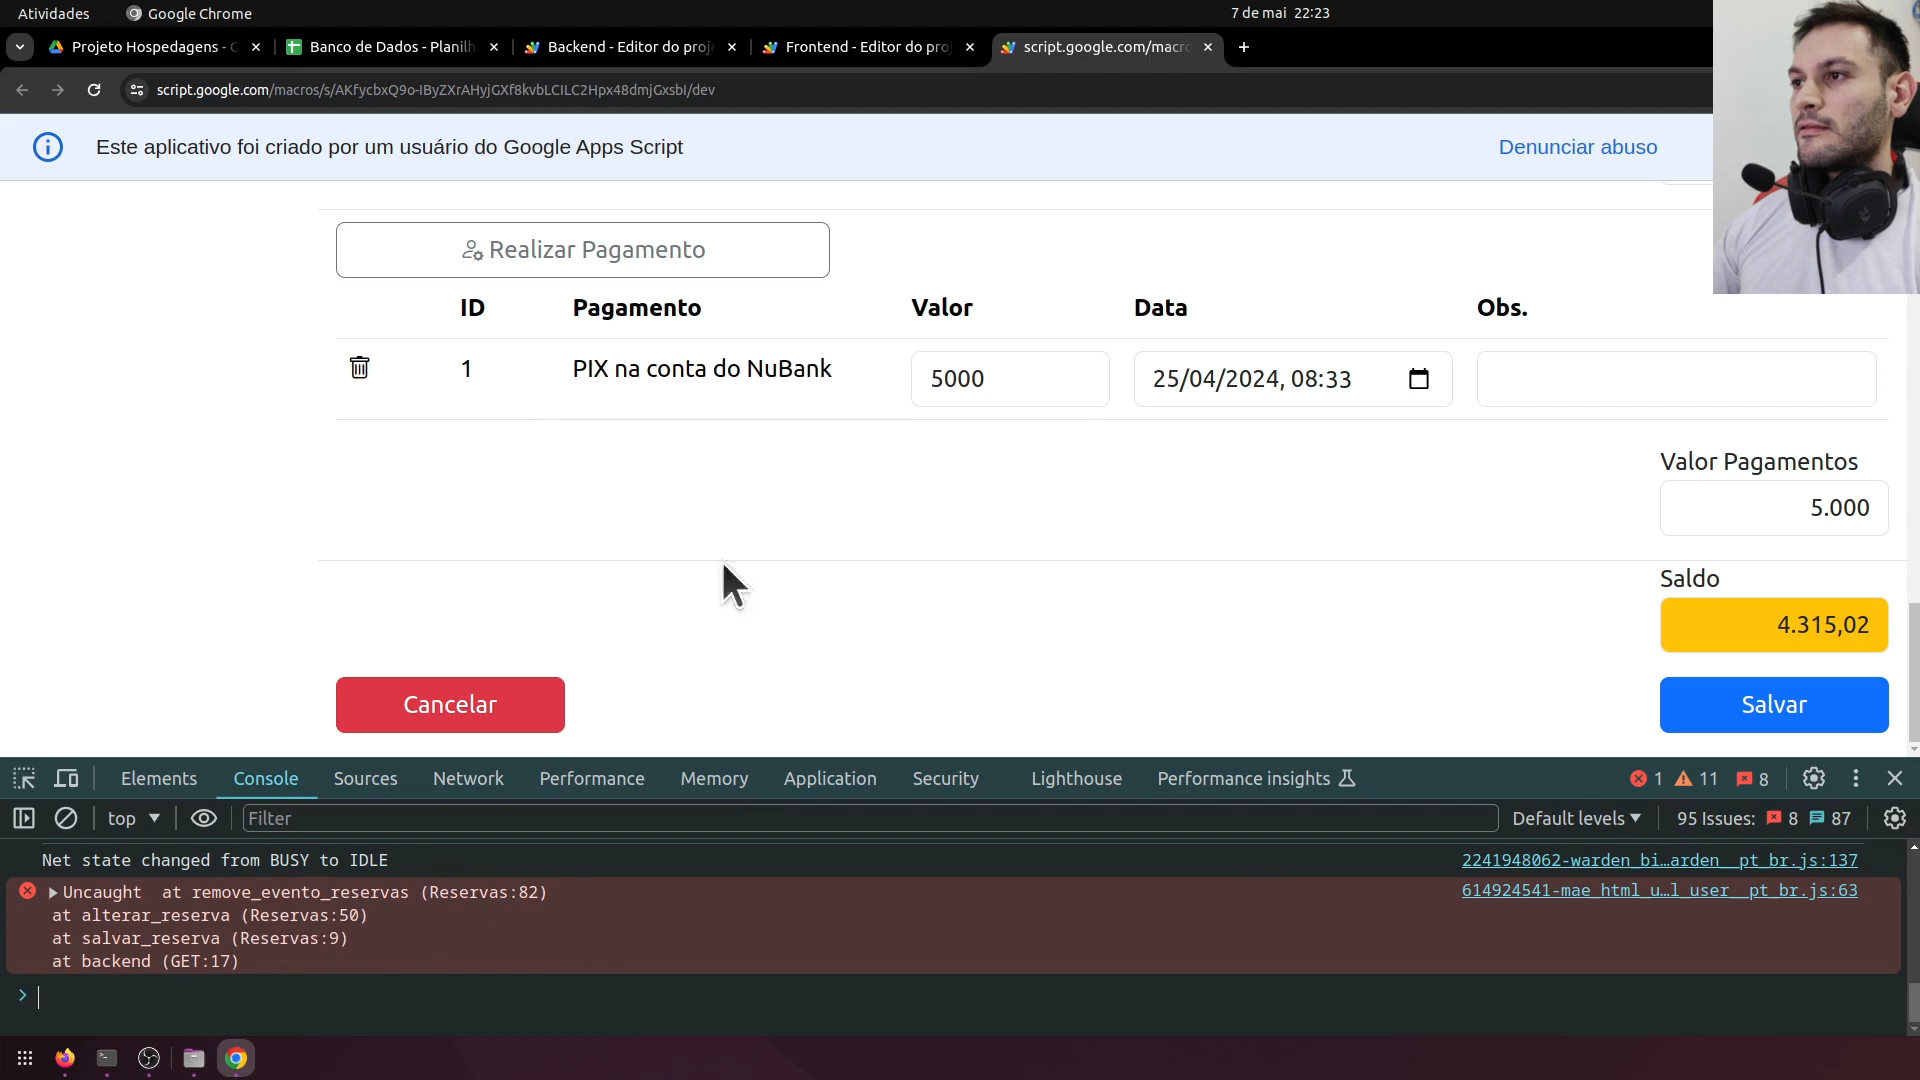 Atividades
Google Chrome
7 de mai 22:23
Projeto Hospedagens -
Banco de Dados - Planilh
Backend - Editor do proj
Frontend - Editor do pro
script.google.com/macro
script.google.com/macros/s/AKfycbxQ9o-IByZXrAHyjGXf8kvbLCILC2Hpx48dmjGxsbI/dev
Este aplicativo foi criado por um usuário do Google Apps Script
Denunciar abuso
Realizar Pagamento
ID Pagamento Valor Data Obs.
1 PIX na conta do NuBank 5000 25/04/2024, 08:33
Valor Pagamentos
5.000
Saldo
4.315,02
Cancelar
Salvar
Elements Console Sources Network Performance Memory Application Security Lighthouse Performance insights 1 11 8
top Filter Default levels 95 Issues: 8 87
Net state changed from BUSY to IDLE 2241948062-warden_bi…arden__pt_br.js:137
Uncaught at remove_evento_reservas (Reservas:82) 614924541-mae_html_u…l_user__pt_br.js:63
at alterar_reserva (Reservas:50)
at salvar_reserva (Reservas:9)
at backend (GET:17)